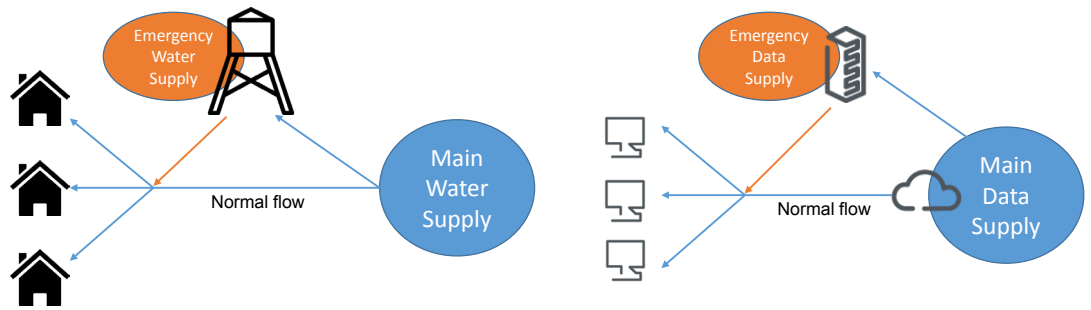 Emergency
Water
Supply
Main
Water
Supply
Normal flow
Emergency
Data
Supply
Main
Data
Supply
Normal flow